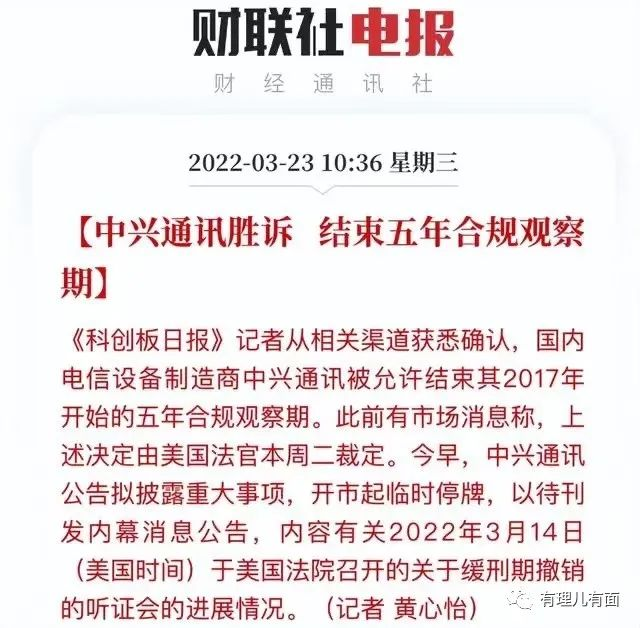 财联社电报
财经通讯社
2022-03-23 10:36 星期三
【中兴通讯胜诉 结束五年合规观察
期】
《科创板日报》记者从相关渠道获悉确认，国内
电信设备制造商中兴通讯被允许结束其2017年
开始的五年合规观察期。此前有市场消息称，上
述决定由美国法官本周二裁定。今早，中兴通讯
公告拟披露重大事项，开市起临时停牌，以待刊
发内幕消息公告，内容有关2022年3月14日
（美国时间）于美国法院召开的关于缓刑期撤销
的听证会的进展情况。（记者 黄心怡）
有理儿有面